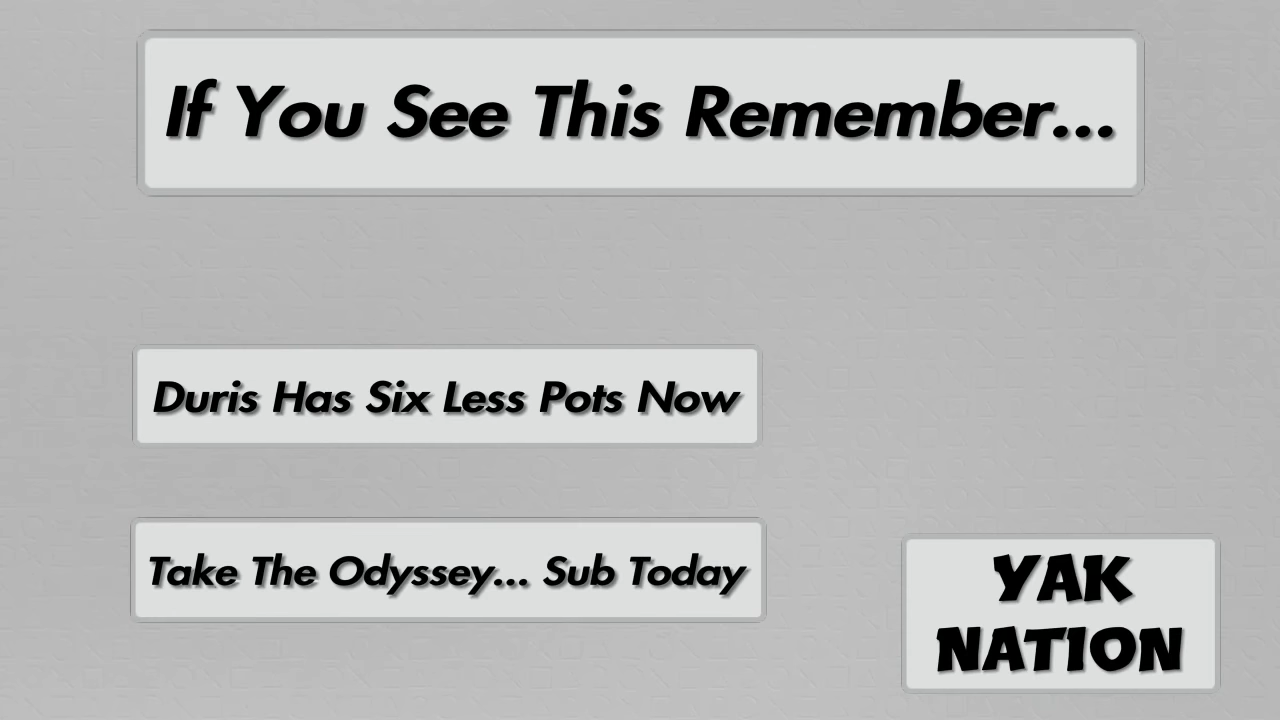 If You See This Remember...
Duris Has Six Less Pots Now
Take The Odyssey... Sub Today
YAK
NATION